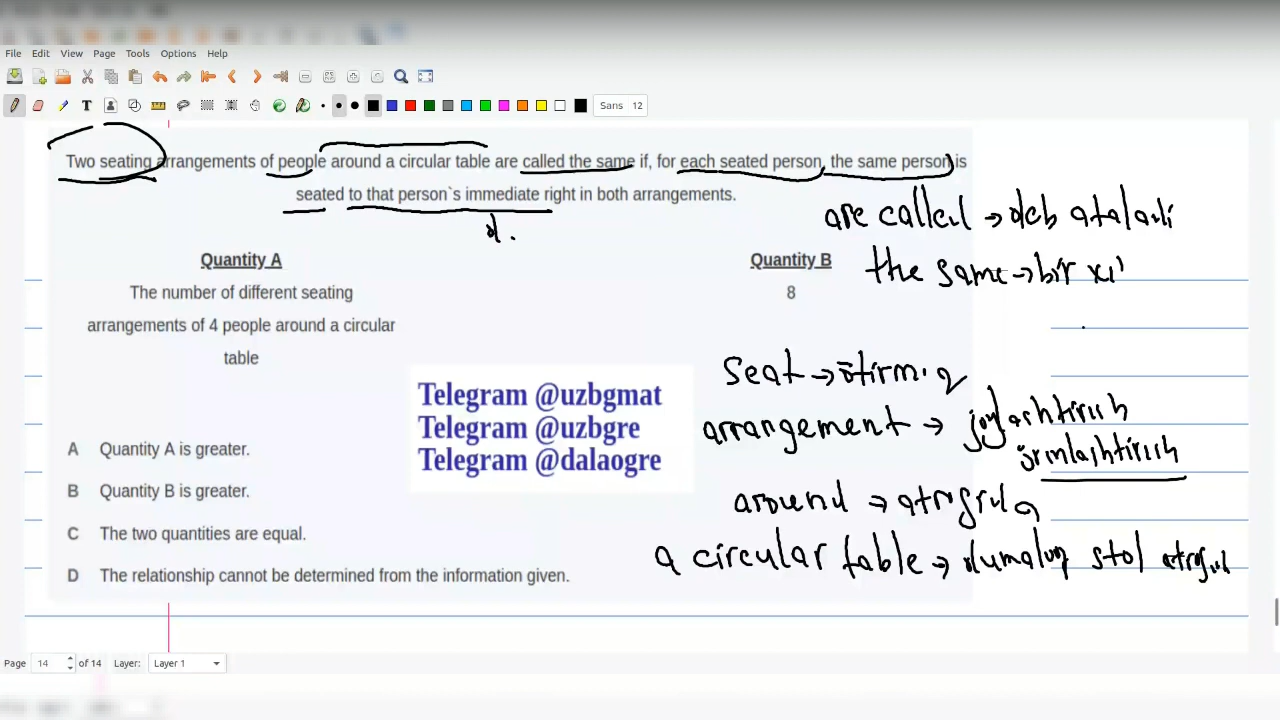 File Edit View Page Tools Options Help
T Sans 12
Two seating arrangements of people around a circular table are called the same if, for each seated person, the same person is
seated to that person`s immediate right in both arrangements.
d.
are called → deb ataladi
the same → bir xi
Quantity A
Quantity B
The number of different seating
arrangements of 4 people around a circular
table
8
seat →
arrangement → joylashtirish
around →
a circular table → dumaloq stol
Telegram @uzbgmat
Telegram @uzbgre
Telegram @dalaogre
A Quantity A is greater.
B Quantity B is greater.
C The two quantities are equal.
D The relationship cannot be determined from the information given.
Page 14 of 14 Layer: Layer 1